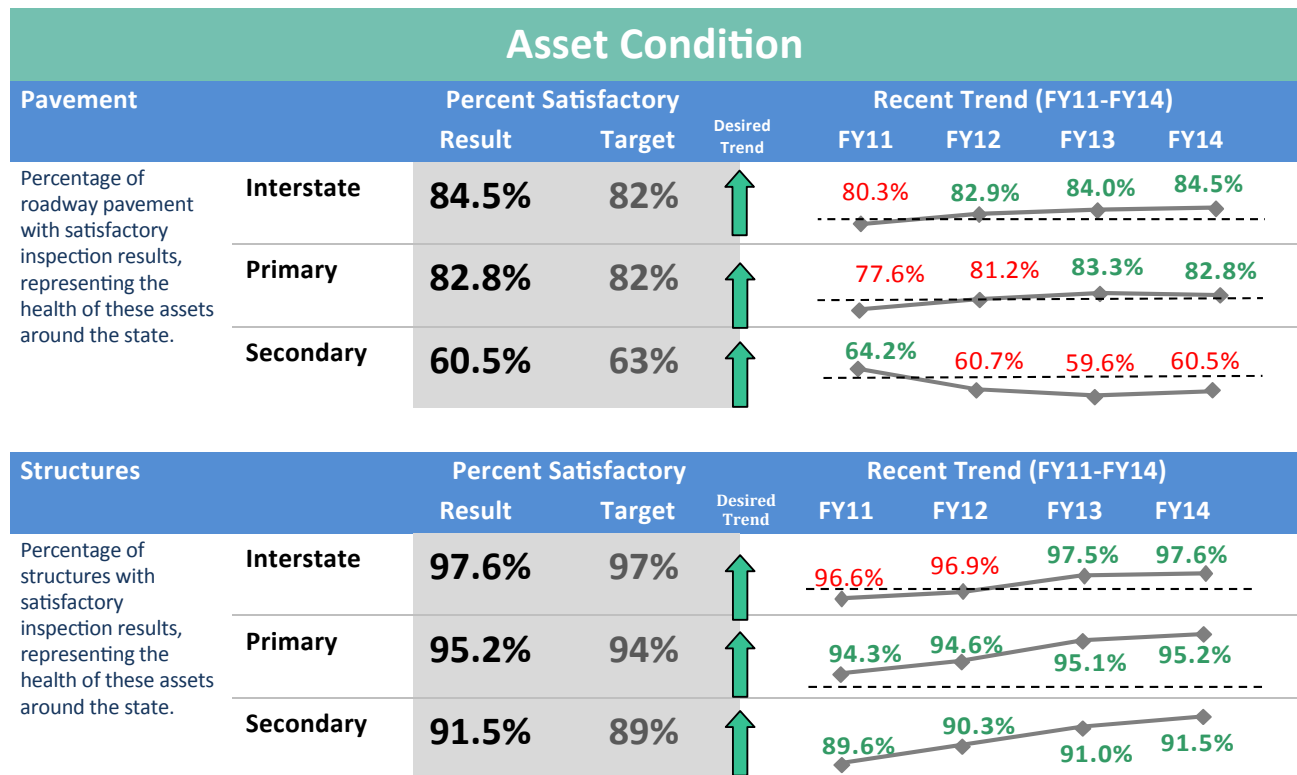 Asset Condition
Pavement
Percent Satisfactory
Recent Trend (FY11-FY14)
Result
Target
Desired
Trend
FY11
FY12
FY13
FY14
Percentage of
roadway pavement
with satisfactory
inspection results,
representing the
health of these assets
around the state.
Interstate
84.5%
82%
80.3%
82.9%
84.0%
84.5%
Primary
82.8%
82%
77.6%
81.2%
83.3%
82.8%
Secondary
60.5%
63%
64.2%
60.7%
59.6%
60.5%
Structures
Percent Satisfactory
Recent Trend (FY11-FY14)
Result
Target
Desired
Trend
FY11
FY12
FY13
FY14
Percentage of
structures with
satisfactory
inspection results,
representing the
health of these assets
around the state.
Interstate
97.6%
97%
96.6%
96.9%
97.5%
97.6%
Primary
95.2%
94%
94.3%
94.6%
95.1%
95.2%
Secondary
91.5%
89%
89.6%
90.3%
91.0%
91.5%